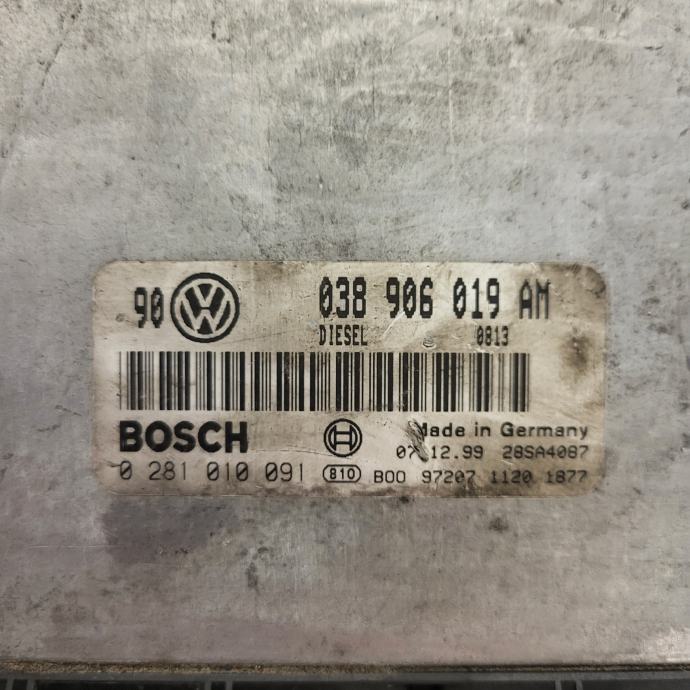 90 VW 038 906 019 AM
DIESEL 0813
BOSCH Made in Germany
07.12.99 28SA4087
0 281 010 091 810 B00 97207 1120 1877